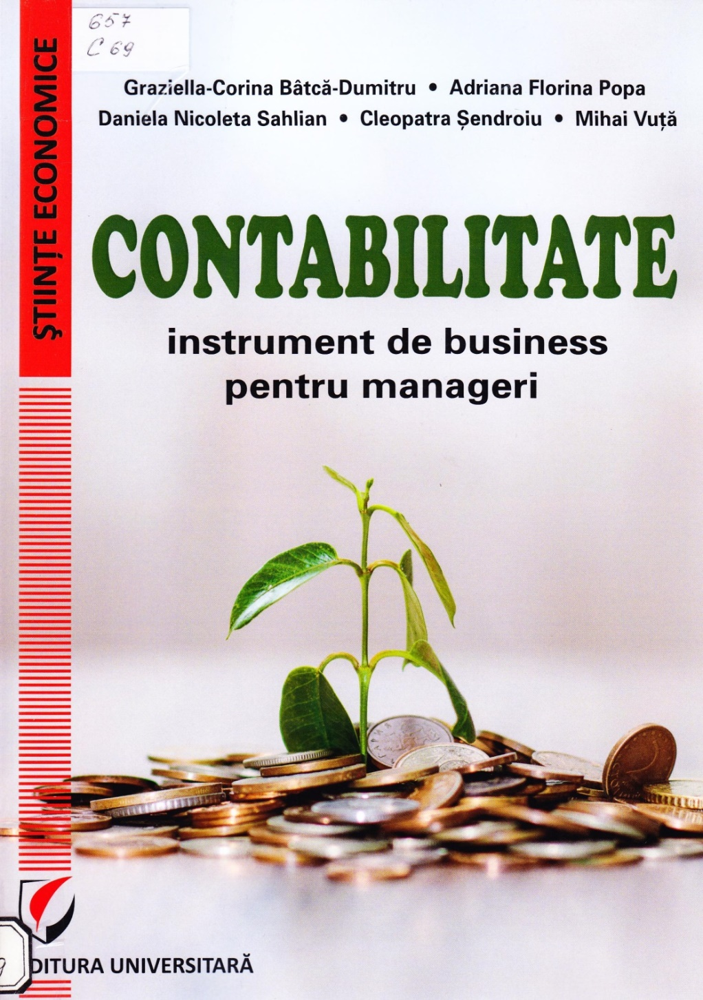 657
C 69
ȘTIINȚE ECONOMICE
Graziella-Corina Bâtcă-Dumitru • Adriana Florina Popa
Daniela Nicoleta Sahlian • Cleopatra Șendroiu • Mihai Vuță
CONTABILITATE
instrument de business
pentru manageri
DITURA UNIVERSITARĂ